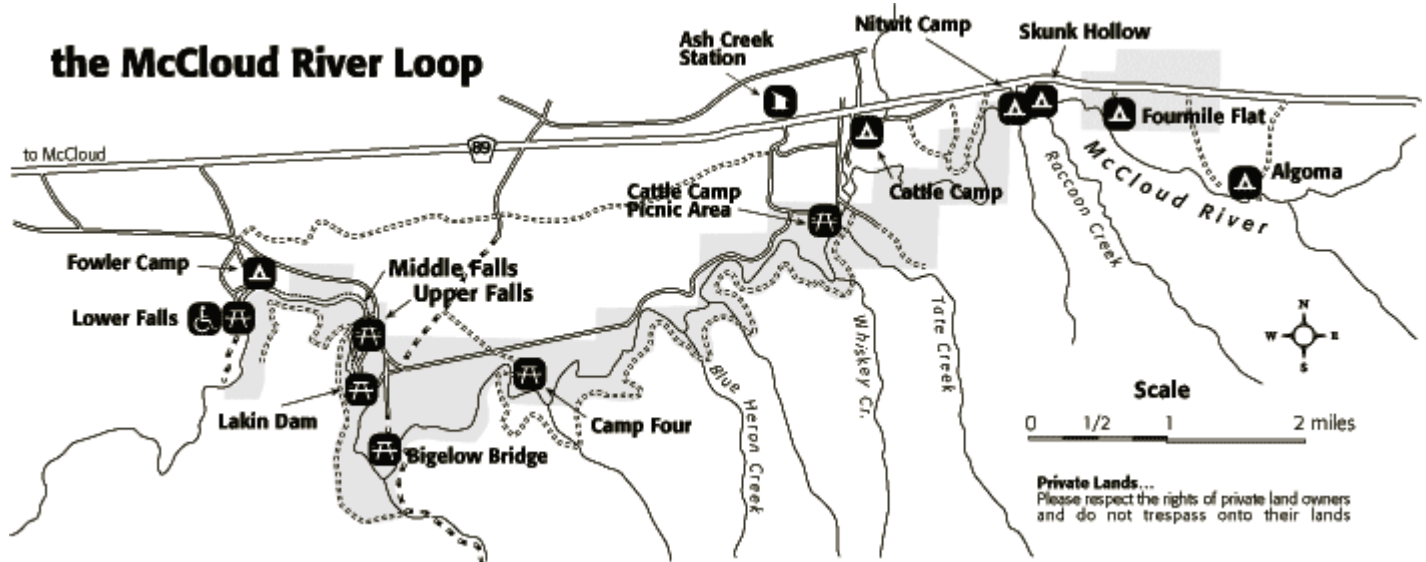 the McCloud River Loop
Ash Creek
Station
Nitwit Camp
Skunk Hollow
89
to McCloud
Fourmile Flat
Algoma
McCloud River
Raccoon Creek
Cattle Camp
Cattle Camp
Picnic Area
Fowler Camp
Middle Falls
Upper Falls
Lower Falls
Lakin Dam
Camp Four
Bigelow Bridge
Blue Heron Creek
Whiskey Cr.
Tate Creek
N
W E
S
Scale
0 1/2 1 2 miles
Private Lands...
Please respect the rights of private land owners
and do not trespass onto their lands